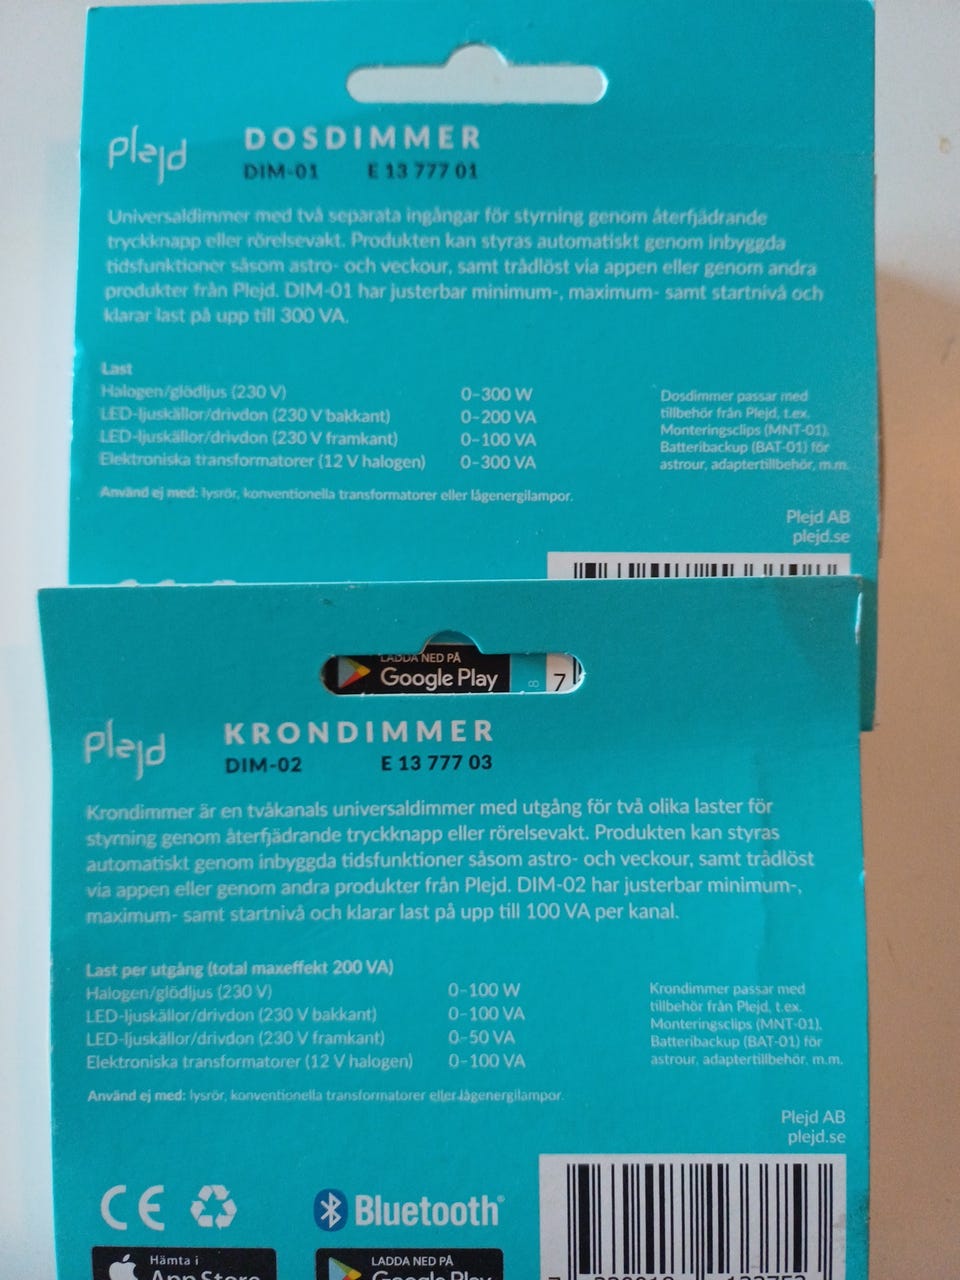 Plejd
DOSDIMMER
DIM-01 E 13 777 01
Universaldimmer med två separata ingångar för styrning genom återfjädrande
tryckknapp eller rörelsevakt. Produkten kan styras automatiskt genom inbyggda
tidsfunktioner såsom astro- och veckour, samt trådlöst via appen eller genom andra
produkter från Plejd. DIM-01 har justerbar minimum-, maximum- samt startnivå och
klarar last på upp till 300 VA.
Last
Halogen/glödljus (230 V) 0–300 W
LED-ljuskällor/drivdon (230 V bakkant) 0–200 VA
LED-ljuskällor/drivdon (230 V framkant) 0–100 VA
Elektroniska transformatorer (12 V halogen) 0–300 VA
Dosdimmer passar med
tillbehör från Plejd, t.ex.
Monteringsclips (MNT-01),
Batteribackup (BAT-01) för
astrour, adaptertillbehör, m.m.
Använd ej med: lysrör, konventionella transformatorer eller lågenergilampor.
Plejd AB
plejd.se
LADDA NED PÅ
Google Play
8
7
Plejd
KRONDIMMER
DIM-02 E 13 777 03
Krondimmer är en tvåkanals universaldimmer med utgång för två olika laster för
styrning genom återfjädrande tryckknapp eller rörelsevakt. Produkten kan styras
automatiskt genom inbyggda tidsfunktioner såsom astro- och veckour, samt trådlöst
via appen eller genom andra produkter från Plejd. DIM-02 har justerbar minimum-,
maximum- samt startnivå och klarar last på upp till 100 VA per kanal.
Last per utgång (total maxeffekt 200 VA)
Halogen/glödljus (230 V) 0–100 W
LED-ljuskällor/drivdon (230 V bakkant) 0–100 VA
LED-ljuskällor/drivdon (230 V framkant) 0–50 VA
Elektroniska transformatorer (12 V halogen) 0–100 VA
Krondimmer passar med
tillbehör från Plejd, t.ex.
Monteringsclips (MNT-01),
Batteribackup (BAT-01) för
astrour, adaptertillbehör, m.m.
Använd ej med: lysrör, konventionella transformatorer eller lågenergilampor.
Plejd AB
plejd.se
CE
Bluetooth®
Hämta i
App Store
LADDA NED PÅ
Google Play